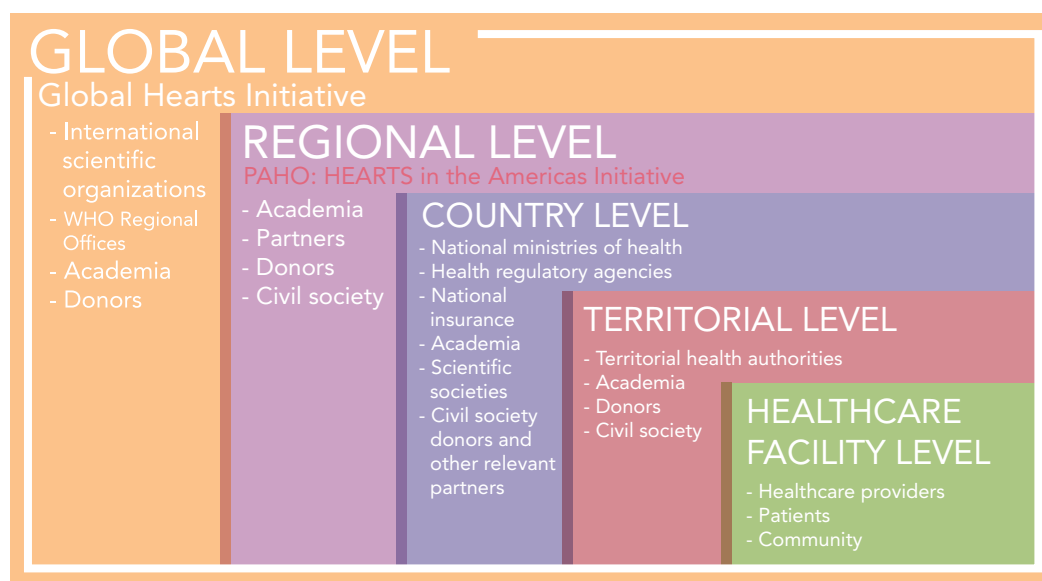 GLOBAL LEVEL
Global Hearts Initiative
- International
scientific
organizations
- WHO Regional
Offices
- Academia
- Donors
REGIONAL LEVEL
PAHO: HEARTS in the Americas Initiative
- Academia
- Partners
- Donors
- Civil society
COUNTRY LEVEL
- National ministries of health
- Health regulatory agencies
- National
insurance
- Academia
- Scientific
societies
- Civil society
donors and
other relevant
partners
TERRITORIAL LEVEL
- Territorial health authorities
- Academia
- Donors
- Civil society
HEALTHCARE
FACILITY LEVEL
- Healthcare providers
- Patients
- Community